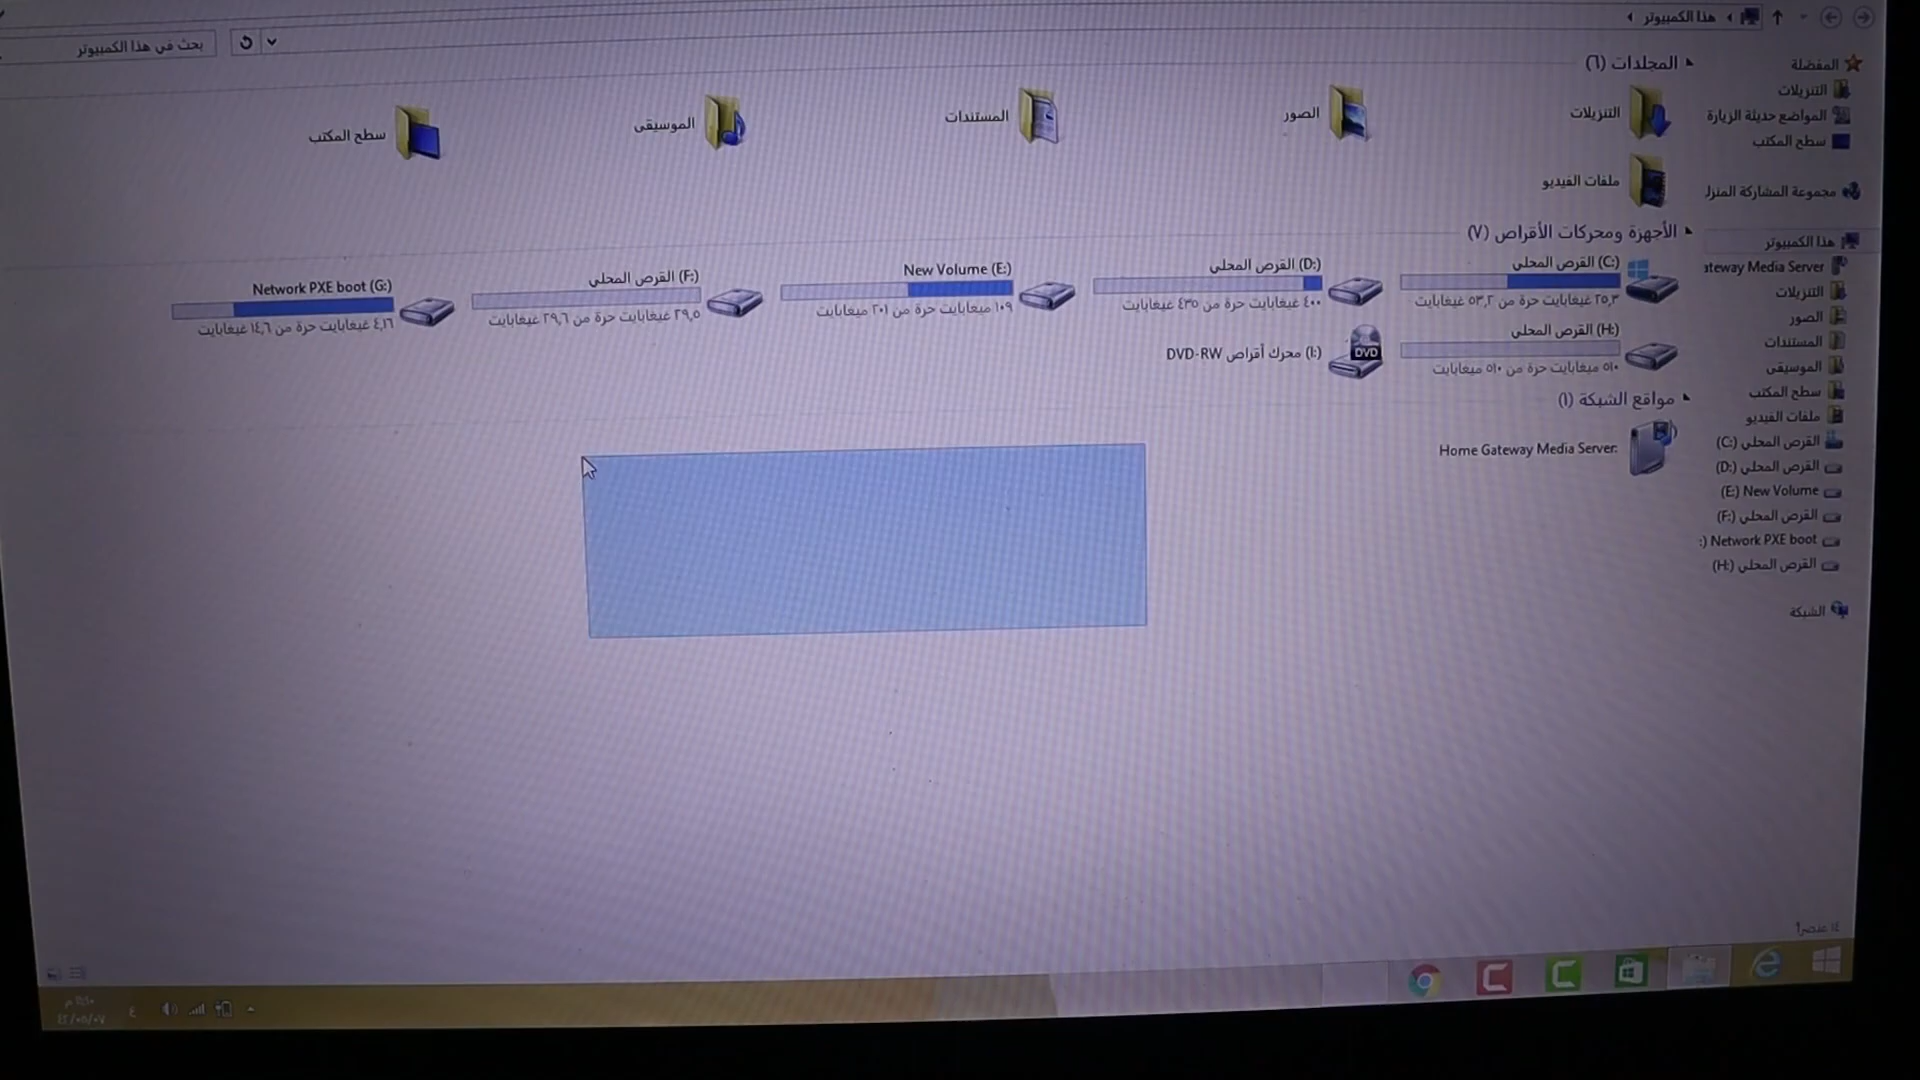 هذا الكمبيوتر
بحث في هذا الكمبيوتر
المفضلة
التنزيلات
المواضع حديثة الزيارة
سطح المكتب
مجموعة المشاركة المنزل
هذا الكمبيوتر
ateway Media Server
التنزيلات
الصور
المستندات
الموسيقى
سطح المكتب
ملفات الفيديو
القرص المحلي (C:)
القرص المحلي (D:)
New Volume (E:)
القرص المحلي (F:)
Network PXE boot (:
القرص المحلي (H:)
الشبكة
المجلدات (٦)
التنزيلات
الصور
المستندات
الموسيقى
سطح المكتب
ملفات الفيديو
الأجهزة ومحركات الأقراص (٧)
القرص المحلي (C:)
٢٥,٣ غيغابايت حرة من ٥٣,٢ غيغابايت
القرص المحلي (D:)
٤٠٠ غيغابايت حرة من ٤٣٥ غيغابايت
New Volume (E:)
١٠٩ ميغابايت حرة من ٢٠١ ميغابايت
القرص المحلي (F:)
٢٩,٥ غيغابايت حرة من ٢٩,٦ غيغابايت
Network PXE boot (G:)
٤,١٦ غيغابايت حرة من ١٤,٦ غيغابايت
القرص المحلي (H:)
٥١٠ ميغابايت حرة من ٥١٠ ميغابايت
محرك أقراص DVD-RW (I:)
DVD
مواقع الشبكة (١)
Home Gateway Media Server:
١٤ عنصرا
ع